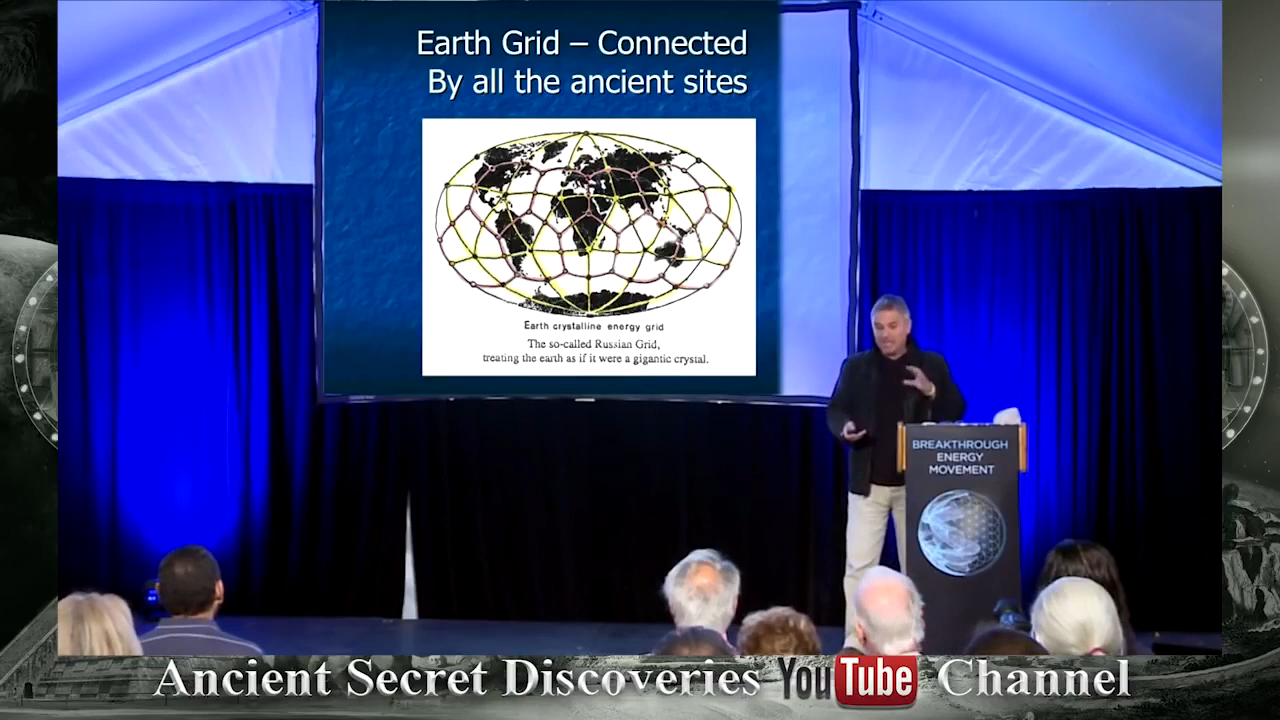 Earth Grid – Connected
By all the ancient sites
Earth crystalline energy grid
The so-called Russian Grid,
treating the earth as if it were a gigantic crystal.
BREAKTHROUGH
ENERGY
MOVEMENT
Ancient Secret Discoveries YouTube Channel